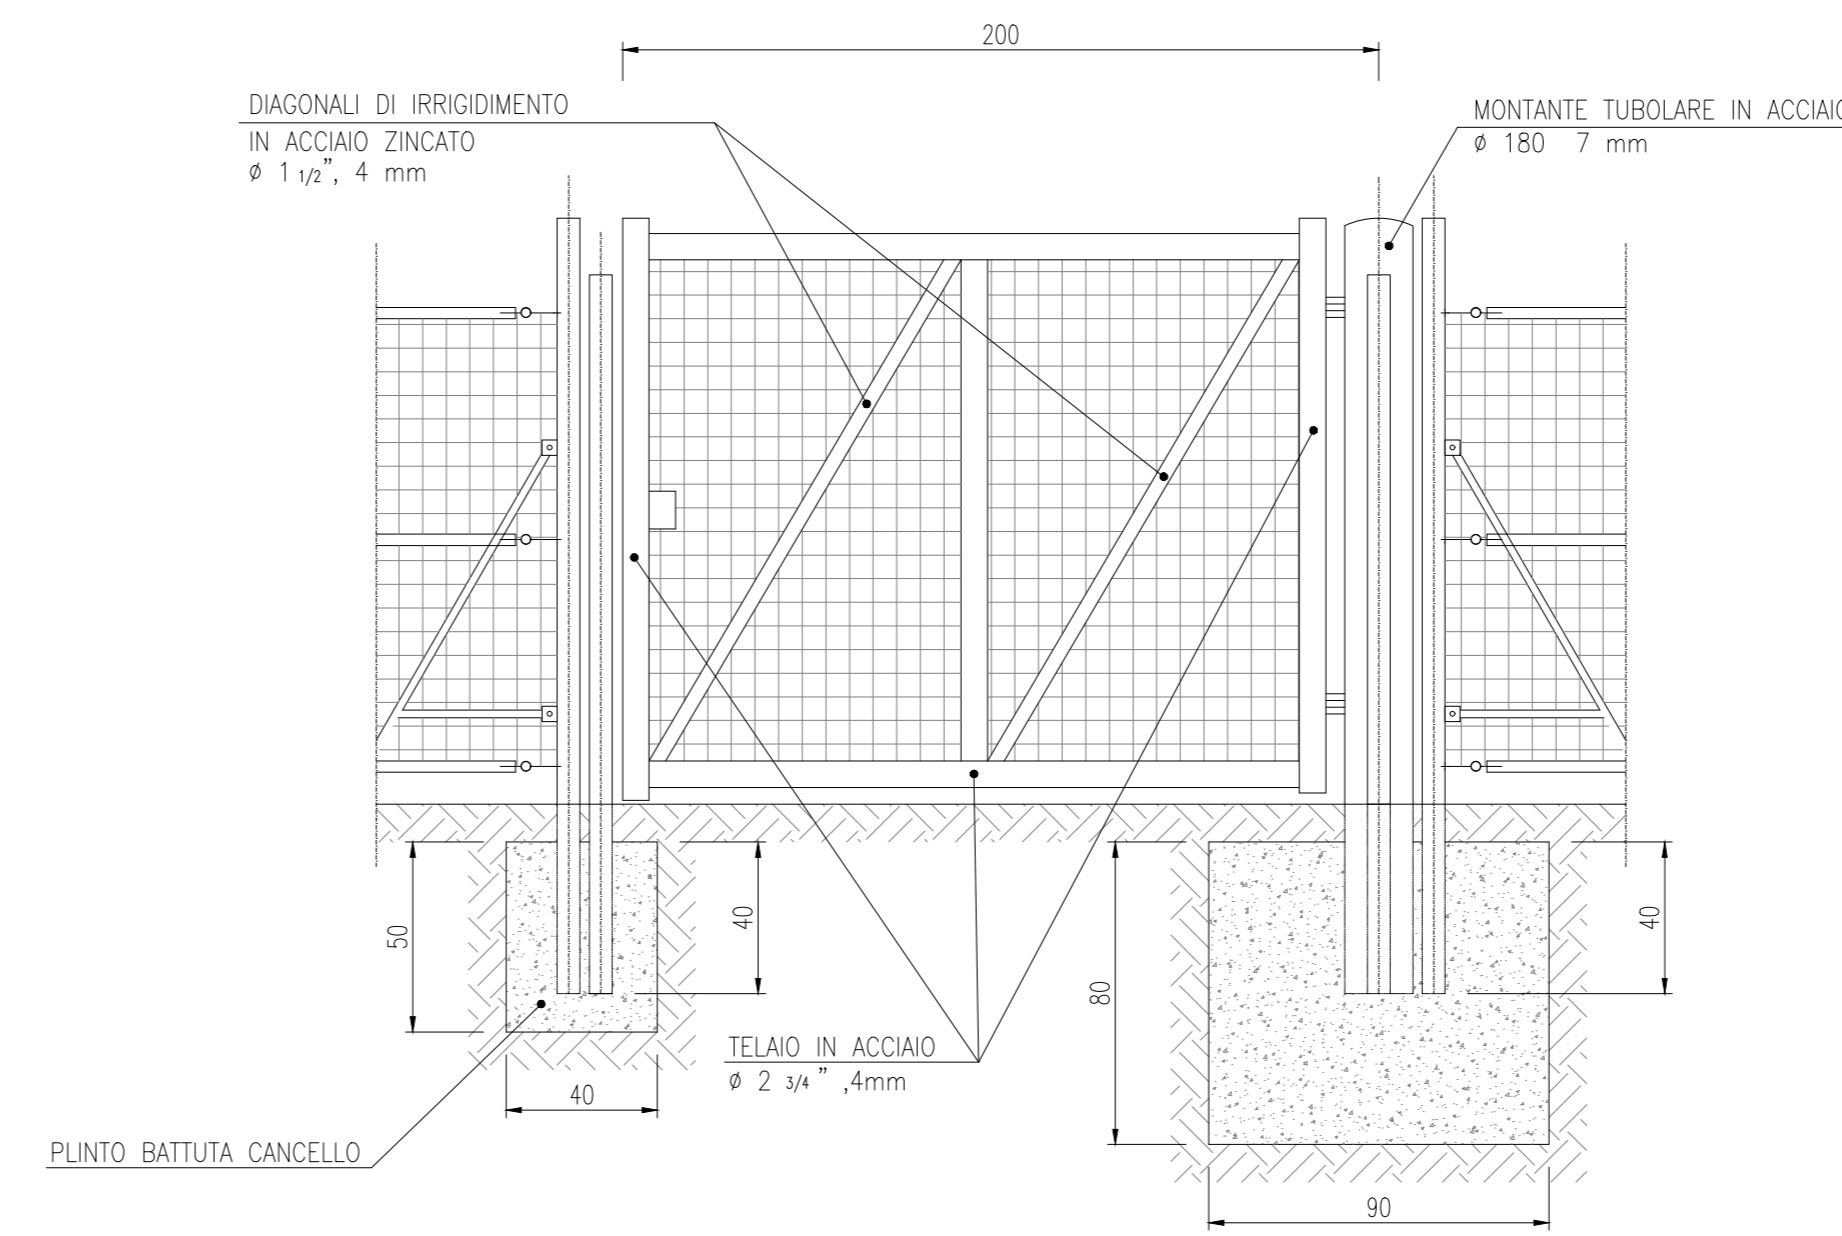 200
DIAGONALI DI IRRIGIDIMENTO
IN ACCIAIO ZINCATO
ø 1 1/2", 4 mm
MONTANTE TUBOLARE IN ACCIAIO
ø 180 7 mm
50
40
40
80
40
TELAIO IN ACCIAIO
ø 2 3/4 " ,4mm
40
PLINTO BATTUTA CANCELLO
90